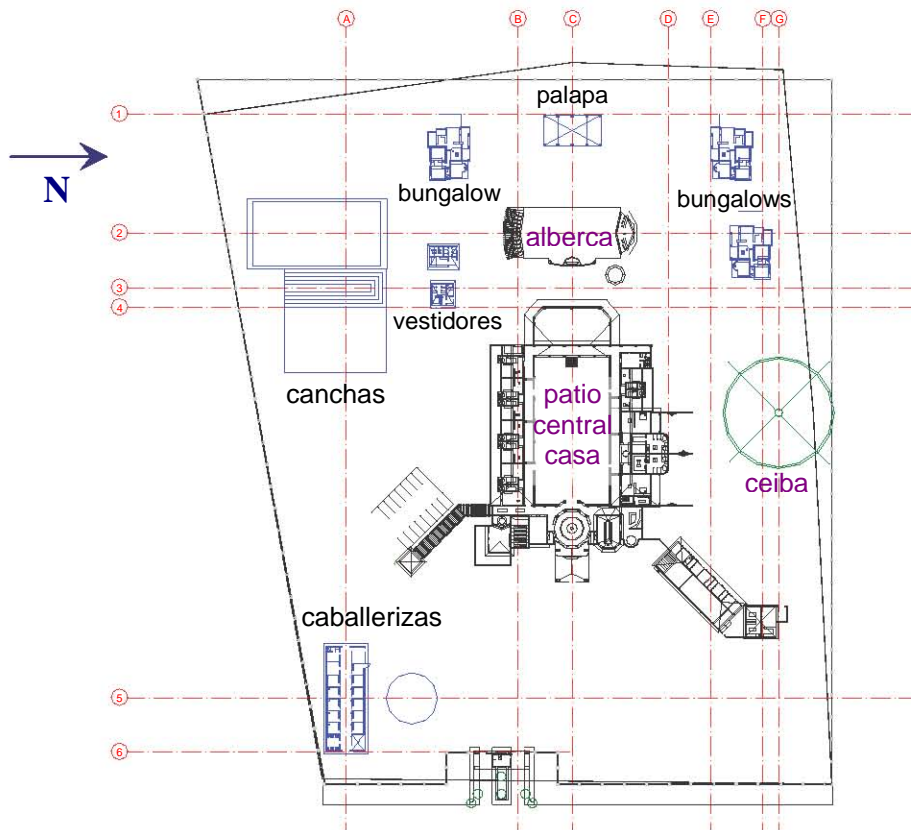 A B C D E F G
1
palapa
N
bungalow
bungalows
2
alberca
3
4
vestidores
canchas
patio
central
casa
ceiba
caballerizas
5
6